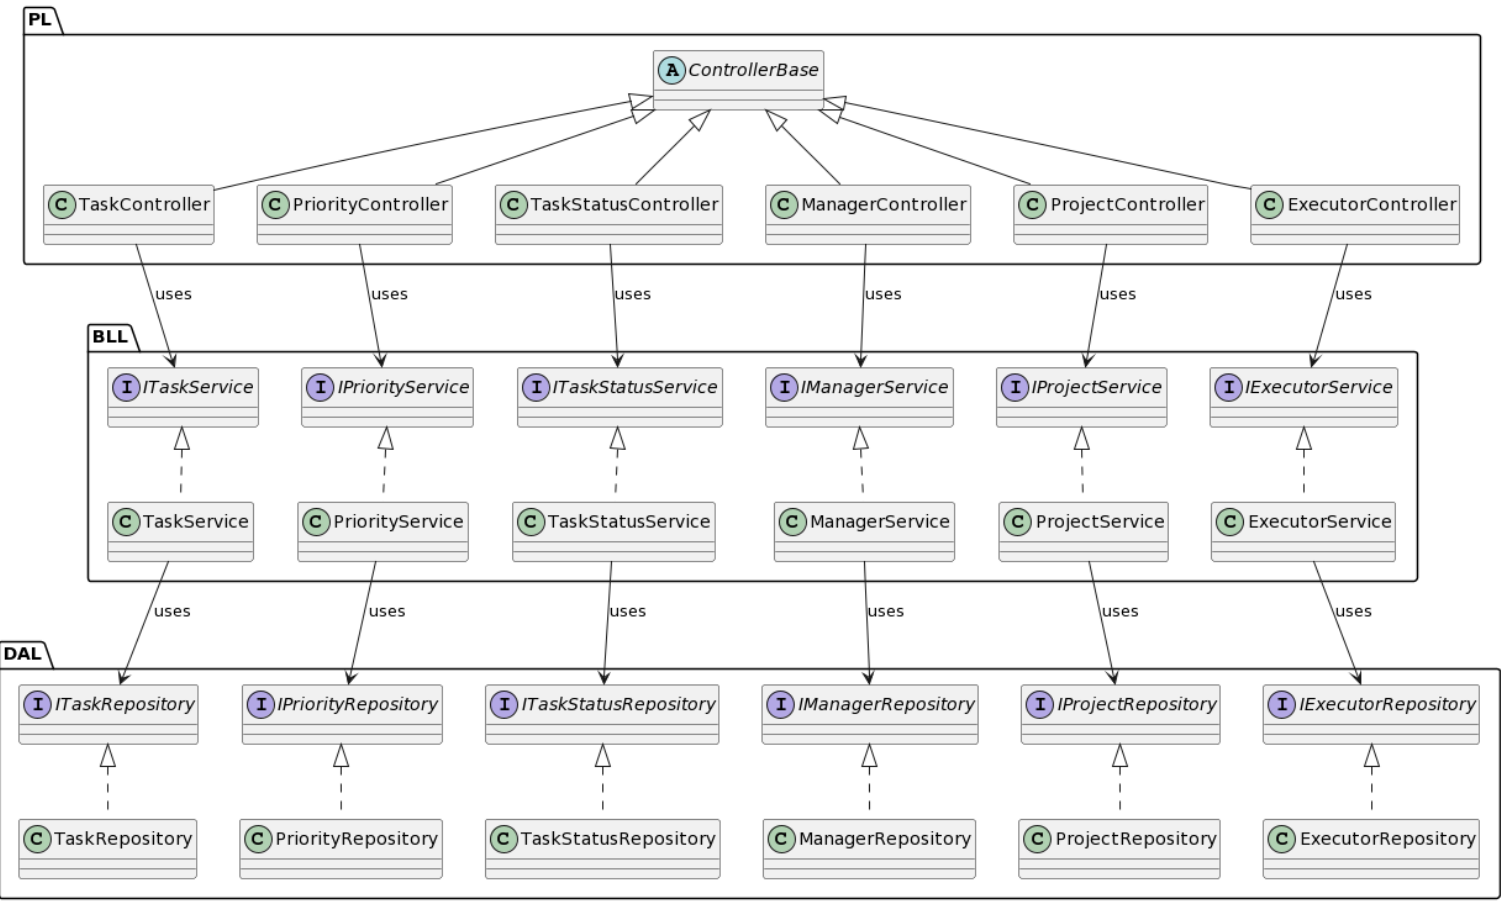 PL
A ControllerBase
C TaskController C PriorityController C TaskStatusController C ManagerController C ProjectController C ExecutorController
uses uses uses uses uses uses
BLL
I ITaskService I IPriorityService I ITaskStatusService I IManagerService I IProjectService I IExecutorService
C TaskService C PriorityService C TaskStatusService C ManagerService C ProjectService C ExecutorService
uses uses uses uses uses uses
DAL
I ITaskRepository I IPriorityRepository I ITaskStatusRepository I IManagerRepository I IProjectRepository I IExecutorRepository
C TaskRepository C PriorityRepository C TaskStatusRepository C ManagerRepository C ProjectRepository C ExecutorRepository